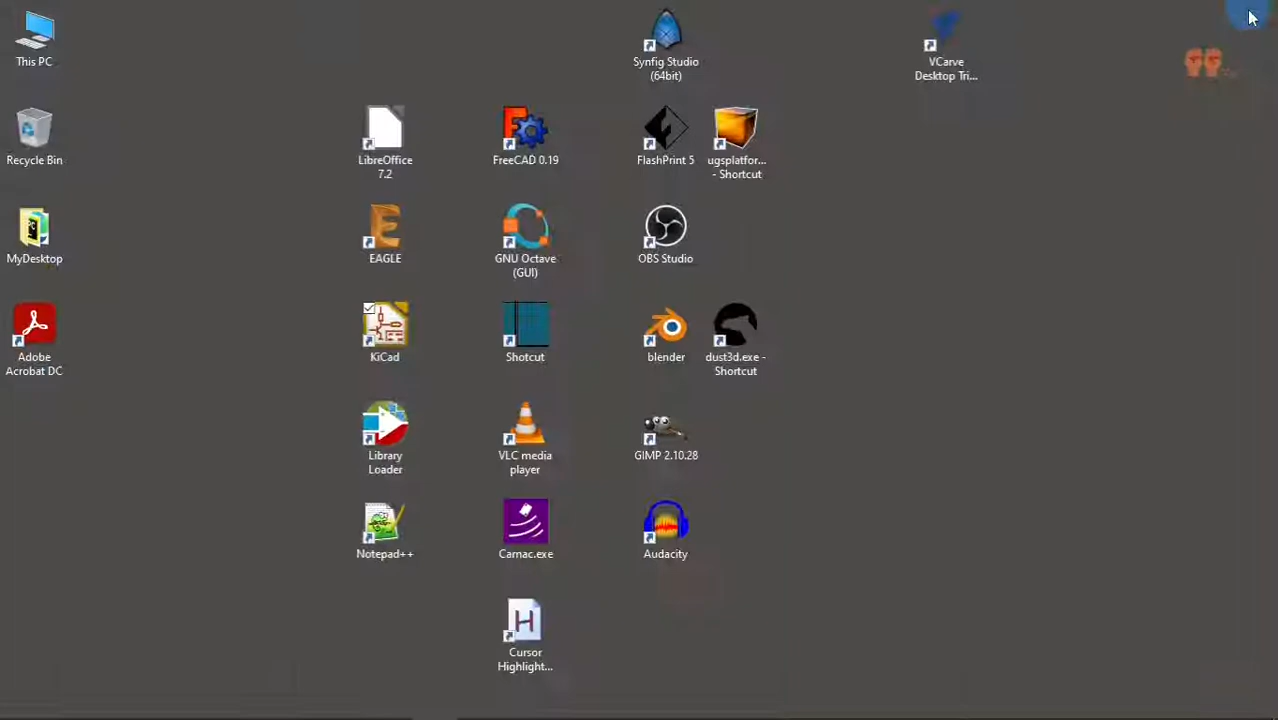 This PC
Synfig Studio
(64bit)
VCarve
Desktop Tri...
Recycle Bin
LibreOffice
7.2
FreeCAD 0.19
FlashPrint 5
ugsplatfor...
- Shortcut
MyDesktop
EAGLE
GNU Octave
(GUI)
OBS Studio
Adobe
Acrobat DC
KiCad
Shotcut
blender
dust3d.exe -
Shortcut
Library
Loader
VLC media
player
GIMP 2.10.28
Notepad++
Carnac.exe
Audacity
H
Cursor
Highlight...